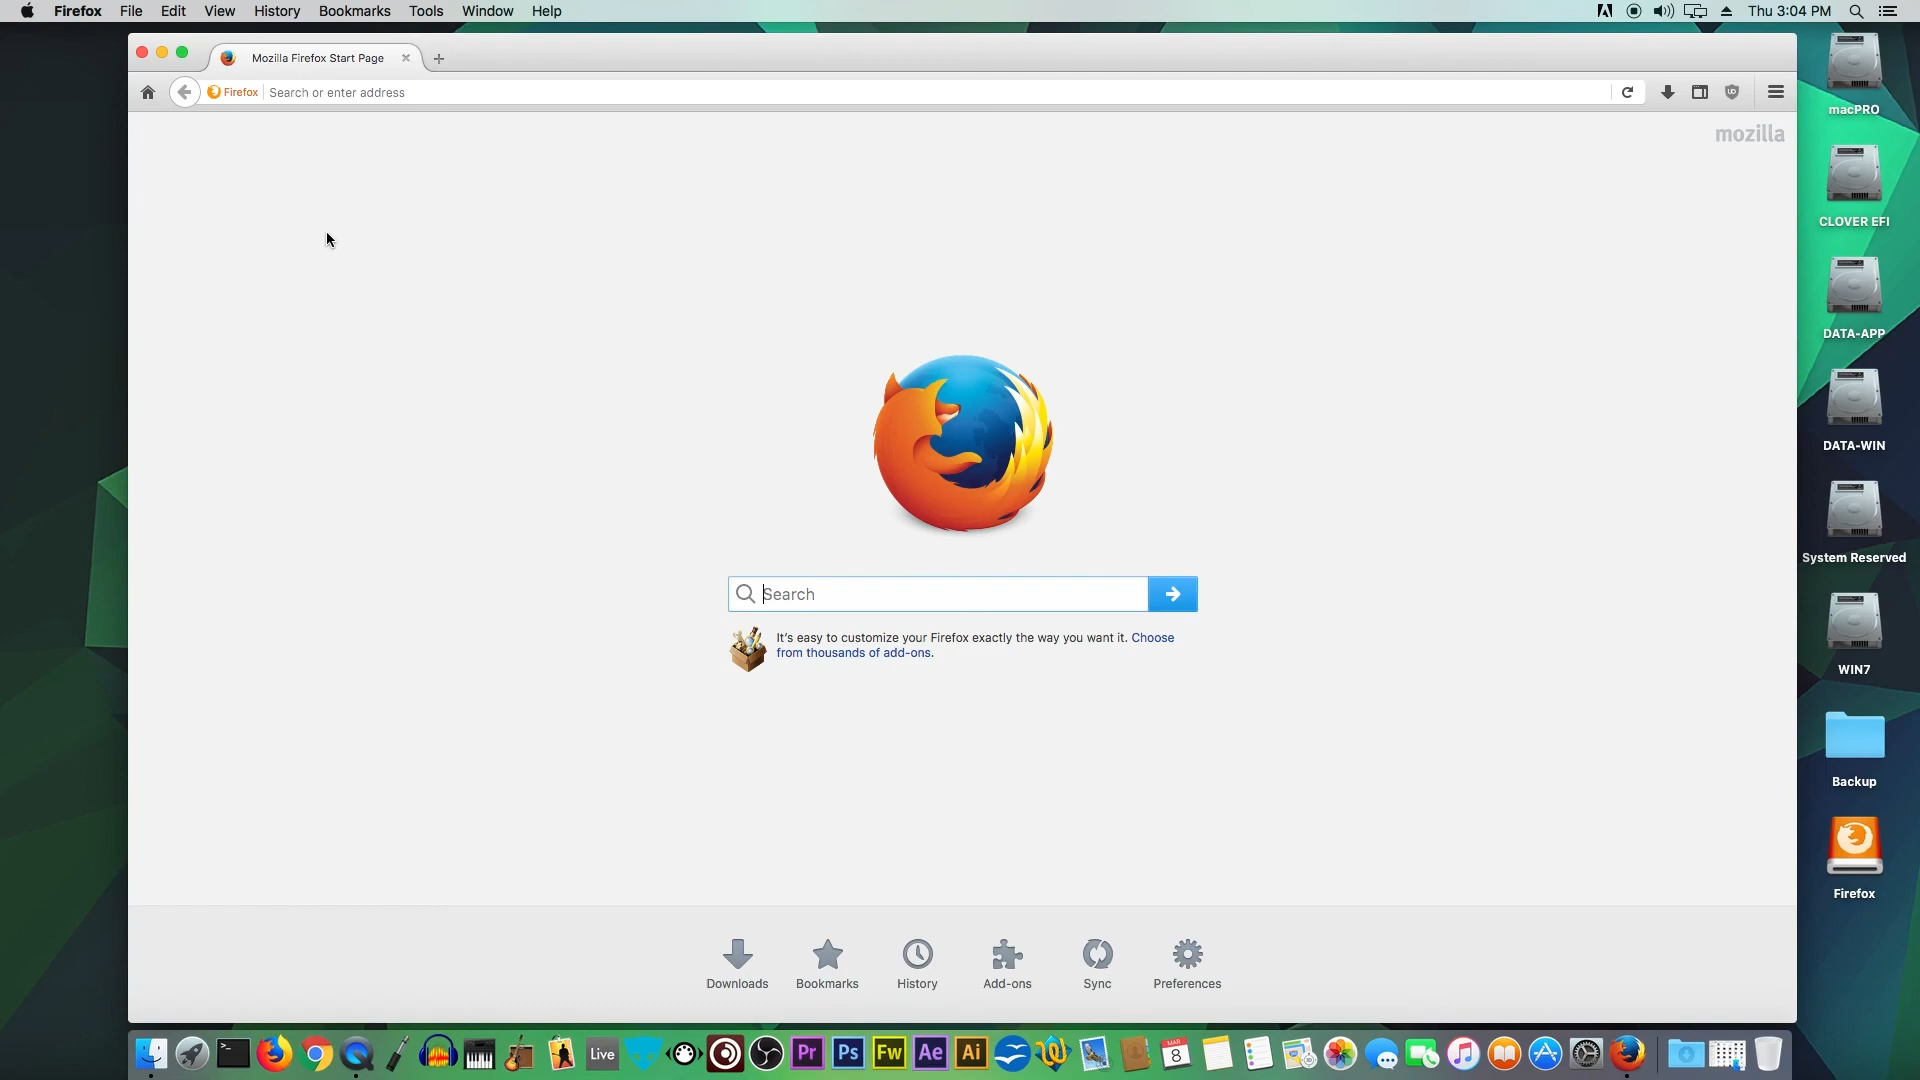 Firefox File Edit View History Bookmarks Tools Window Help
Thu 3:04 PM
Mozilla Firefox Start Page
Firefox Search or enter address
mozilla
Search
It's easy to customize your Firefox exactly the way you want it. Choose
from thousands of add-ons.
Downloads
Bookmarks
History
Add-ons
Sync
Preferences
macPRO
CLOVER EFI
DATA-APP
DATA-WIN
System Reserved
WIN7
Backup
Firefox
Live
Pr
Ps
Fw
Ae
Ai
MAR
8